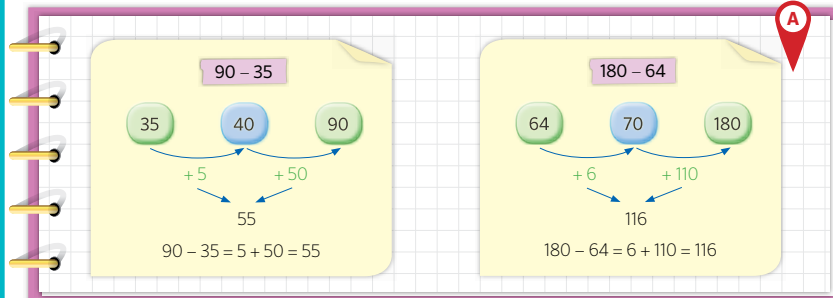 A
90 – 35
35 40 90
+ 5 + 50
55
90 – 35 = 5 + 50 = 55
180 – 64
64 70 180
+ 6 + 110
116
180 – 64 = 6 + 110 = 116